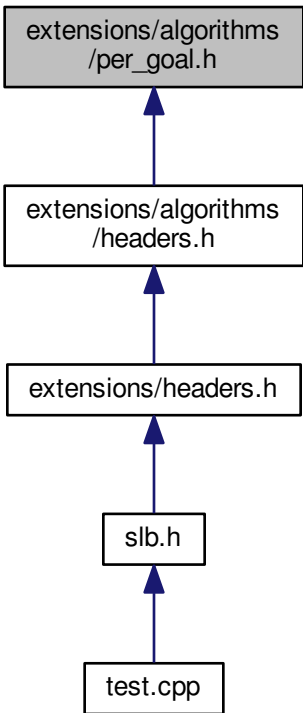 extensions/algorithms
/per_goal.h
extensions/algorithms
/headers.h
extensions/headers.h
slb.h
test.cpp